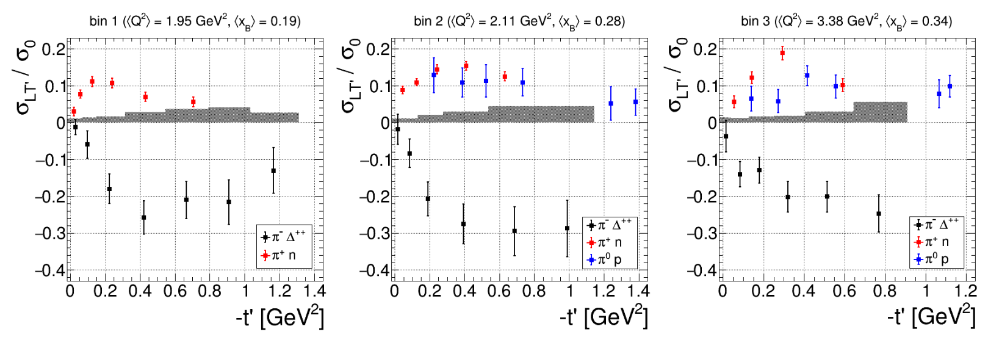 bin 1 (⟨Q²⟩ = 1.95 GeV², ⟨x_B⟩ = 0.19)
σ_LT' / σ_0
0.2
0.1
0
−0.1
−0.2
−0.3
−0.4
π⁻ Δ⁺⁺
π⁺ n
0 0.2 0.4 0.6 0.8 1 1.2 1.4
-t' [GeV²]
bin 2 (⟨Q²⟩ = 2.11 GeV², ⟨x_B⟩ = 0.28)
σ_LT' / σ_0
0.2
0.1
0
−0.1
−0.2
−0.3
−0.4
π⁻ Δ⁺⁺
π⁺ n
π⁰ p
0 0.2 0.4 0.6 0.8 1 1.2 1.4
-t' [GeV²]
bin 3 (⟨Q²⟩ = 3.38 GeV², ⟨x_B⟩ = 0.34)
σ_LT' / σ_0
0.2
0.1
0
−0.1
−0.2
−0.3
−0.4
π⁻ Δ⁺⁺
π⁺ n
π⁰ p
0 0.2 0.4 0.6 0.8 1 1.2
-t' [GeV²]